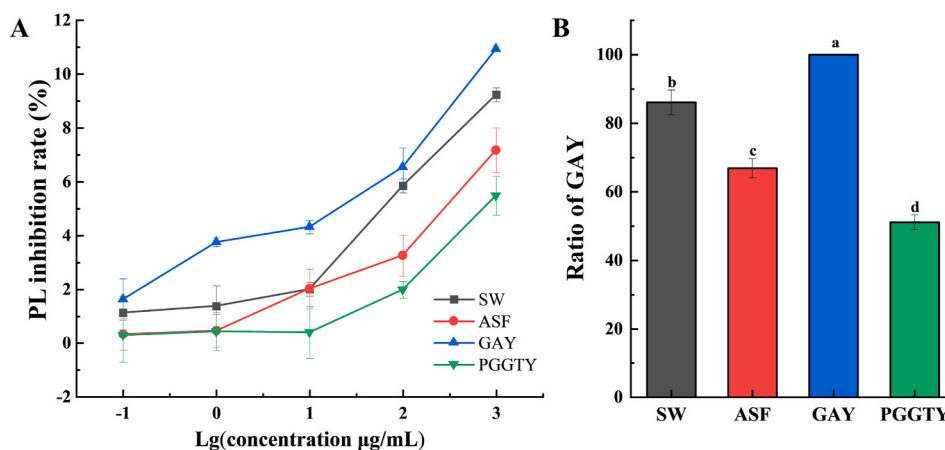 A
PL inhibition rate (%)
12
10
8
6
4
2
0
-2
-1
0
1
2
3
Lg(concentration μg/mL)
SW
ASF
GAY
PGGTY
B
Ratio of GAY
100
80
60
40
20
0
b
c
a
d
SW
ASF
GAY
PGGTY